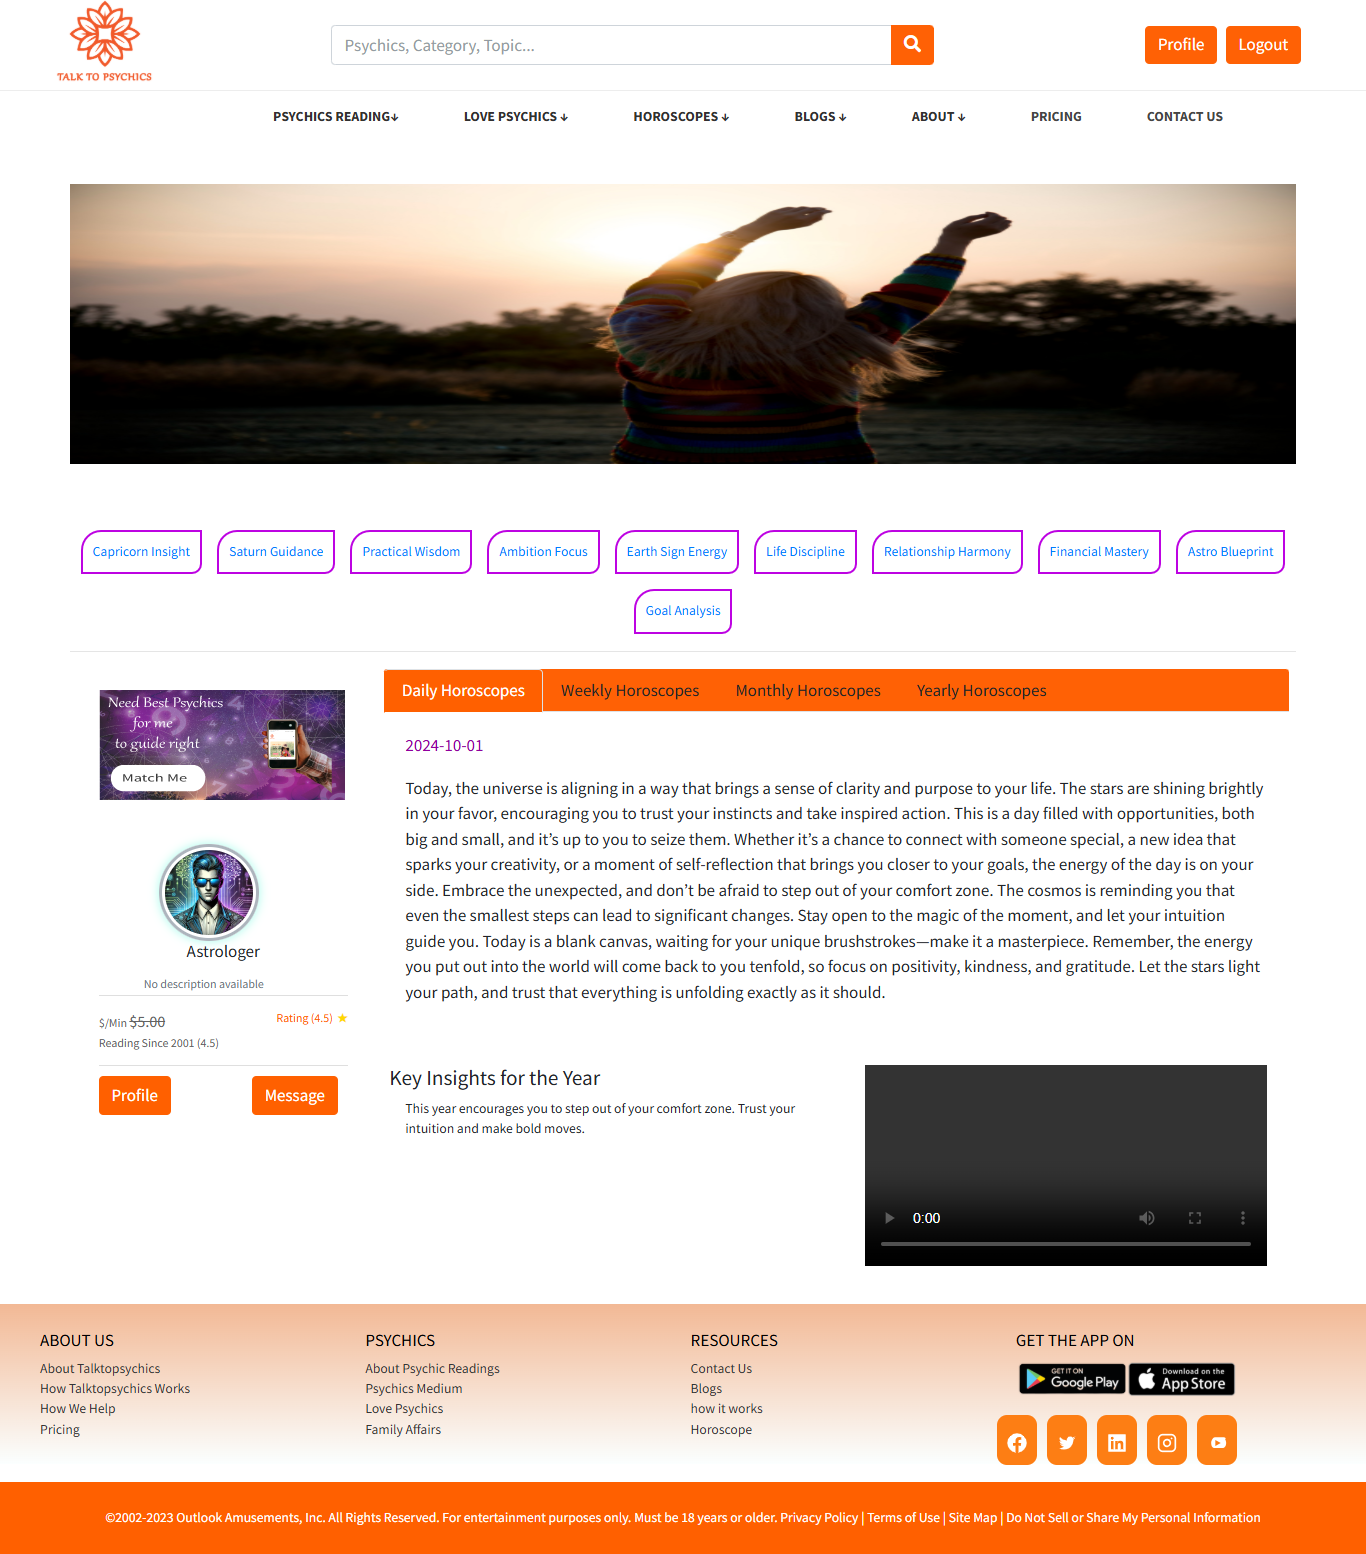 TALK TO PSYCHICS
Psychics, Category, Topic...
Profile
Logout
PSYCHICS READING↓
LOVE PSYCHICS ↓
HOROSCOPES ↓
BLOGS ↓
ABOUT ↓
PRICING
CONTACT US
Capricorn Insight
Saturn Guidance
Practical Wisdom
Ambition Focus
Earth Sign Energy
Life Discipline
Relationship Harmony
Financial Mastery
Astro Blueprint
Goal Analysis
Need Best Psychics
for me
to guide right
Match Me
Astrologer
No description available
$/Min $5.00
Rating (4.5) ★
Reading Since 2001 (4.5)
Profile
Message
Daily Horoscopes
Weekly Horoscopes
Monthly Horoscopes
Yearly Horoscopes
2024-10-01
Today, the universe is aligning in a way that brings a sense of clarity and purpose to your life. The stars are shining brightly
in your favor, encouraging you to trust your instincts and take inspired action. This is a day filled with opportunities, both
big and small, and it’s up to you to seize them. Whether it’s a chance to connect with someone special, a new idea that
sparks your creativity, or a moment of self-reflection that brings you closer to your goals, the energy of the day is on your
side. Embrace the unexpected, and don’t be afraid to step out of your comfort zone. The cosmos is reminding you that
even the smallest steps can lead to significant changes. Stay open to the magic of the moment, and let your intuition
guide you. Today is a blank canvas, waiting for your unique brushstrokes—make it a masterpiece. Remember, the energy
you put out into the world will come back to you tenfold, so focus on positivity, kindness, and gratitude. Let the stars light
your path, and trust that everything is unfolding exactly as it should.
Key Insights for the Year
This year encourages you to step out of your comfort zone. Trust your
intuition and make bold moves.
0:00
ABOUT US
About Talktopsychics
How Talktopsychics Works
How We Help
Pricing
PSYCHICS
About Psychic Readings
Psychics Medium
Love Psychics
Family Affairs
RESOURCES
Contact Us
Blogs
how it works
Horoscope
GET THE APP ON
GET IT ON
Google Play
Download on the
App Store
©2002-2023 Outlook Amusements, Inc. All Rights Reserved. For entertainment purposes only. Must be 18 years or older. Privacy Policy | Terms of Use | Site Map | Do Not Sell or Share My Personal Information